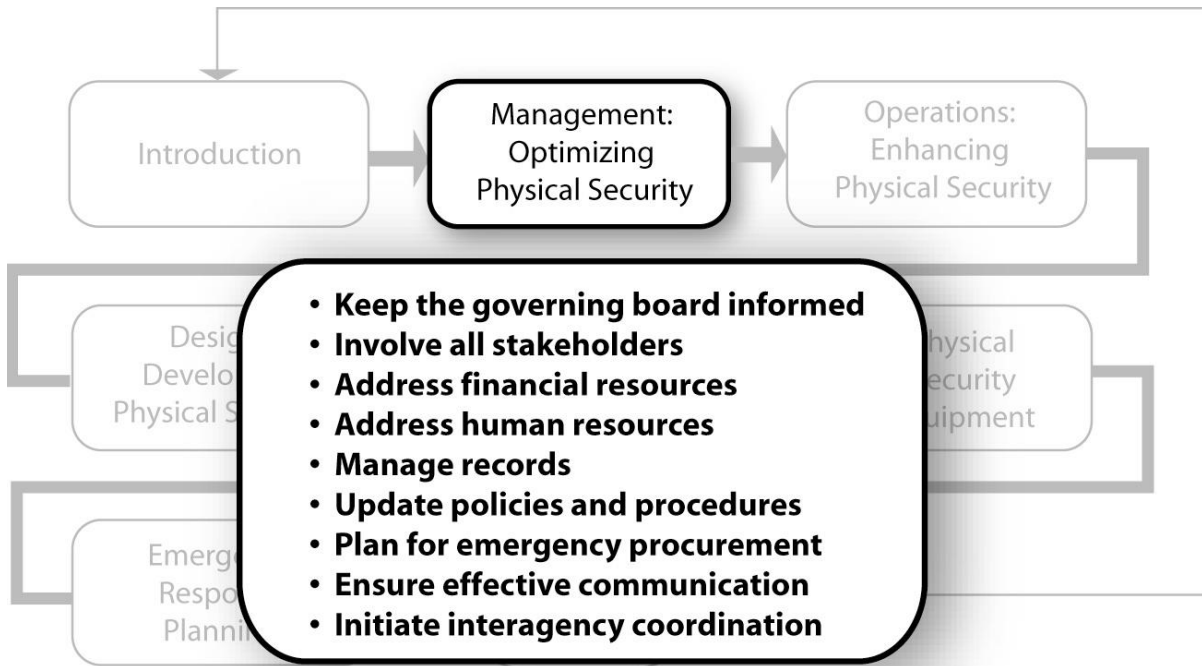 Introduction
Management:
Optimizing
Physical Security
Operations:
Enhancing
Physical Security
• Keep the governing board informed
• Involve all stakeholders
• Address financial resources
• Address human resources
• Manage records
• Update policies and procedures
• Plan for emergency procurement
• Ensure effective communication
• Initiate interagency coordination
Physical